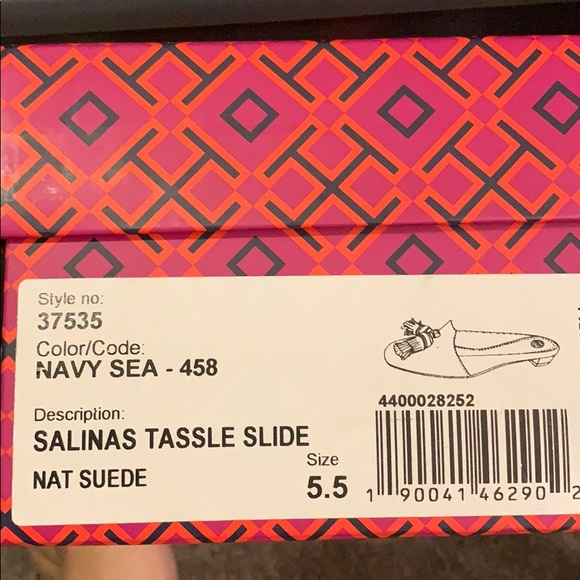 Style no:
37535
Color/Code:
NAVY SEA - 458
Description:
SALINAS TASSLE SLIDE
NAT SUEDE
Size
5.5
4400028252
1 90041 46290 2